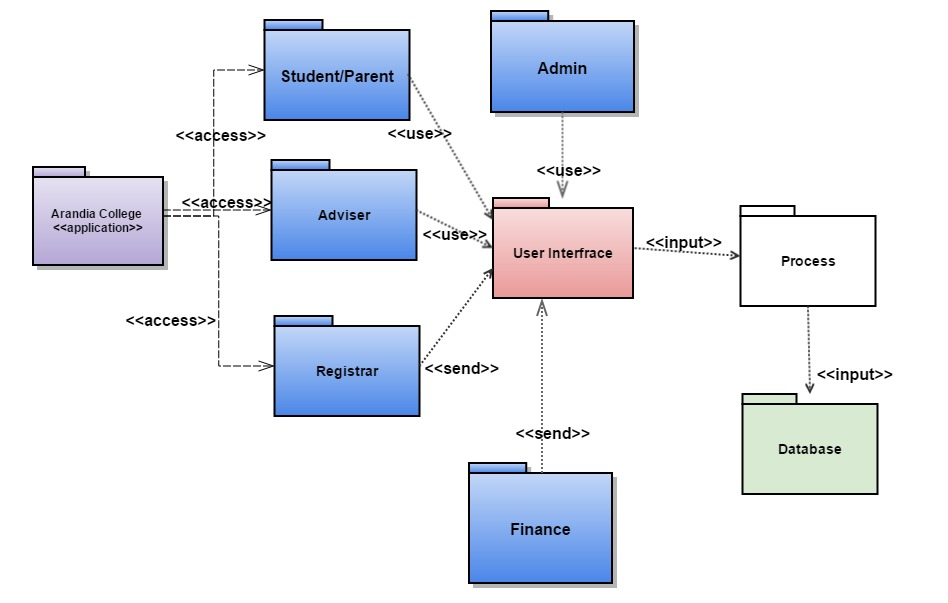 Student/Parent
Admin
<<access>>
<<use>>
<<use>>
Arandia College
<<application>>
<<access>>
Adviser
<<use>>
User Interfrace
<<input>>
Process
<<access>>
Registrar
<<send>>
<<input>>
<<send>>
Database
Finance